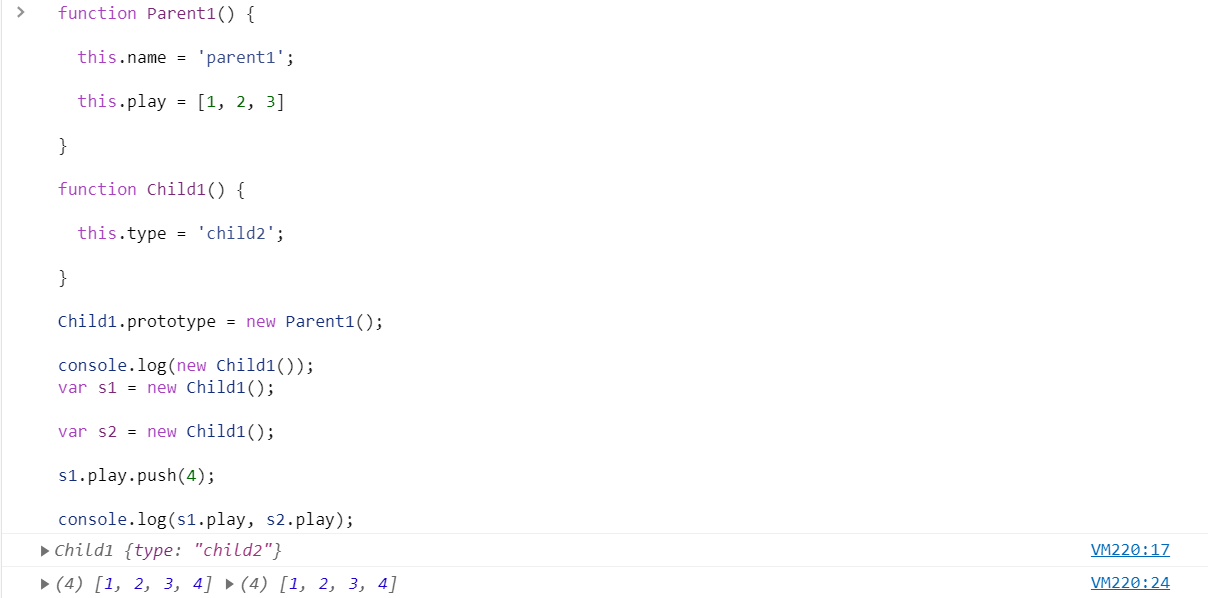 function Parent1() {
this.name = 'parent1';
this.play = [1, 2, 3]
}
function Child1() {
this.type = 'child2';
}
Child1.prototype = new Parent1();
console.log(new Child1());
var s1 = new Child1();
var s2 = new Child1();
s1.play.push(4);
console.log(s1.play, s2.play);
Child1 {type: "child2"} VM220:17
(4) [1, 2, 3, 4] (4) [1, 2, 3, 4] VM220:24